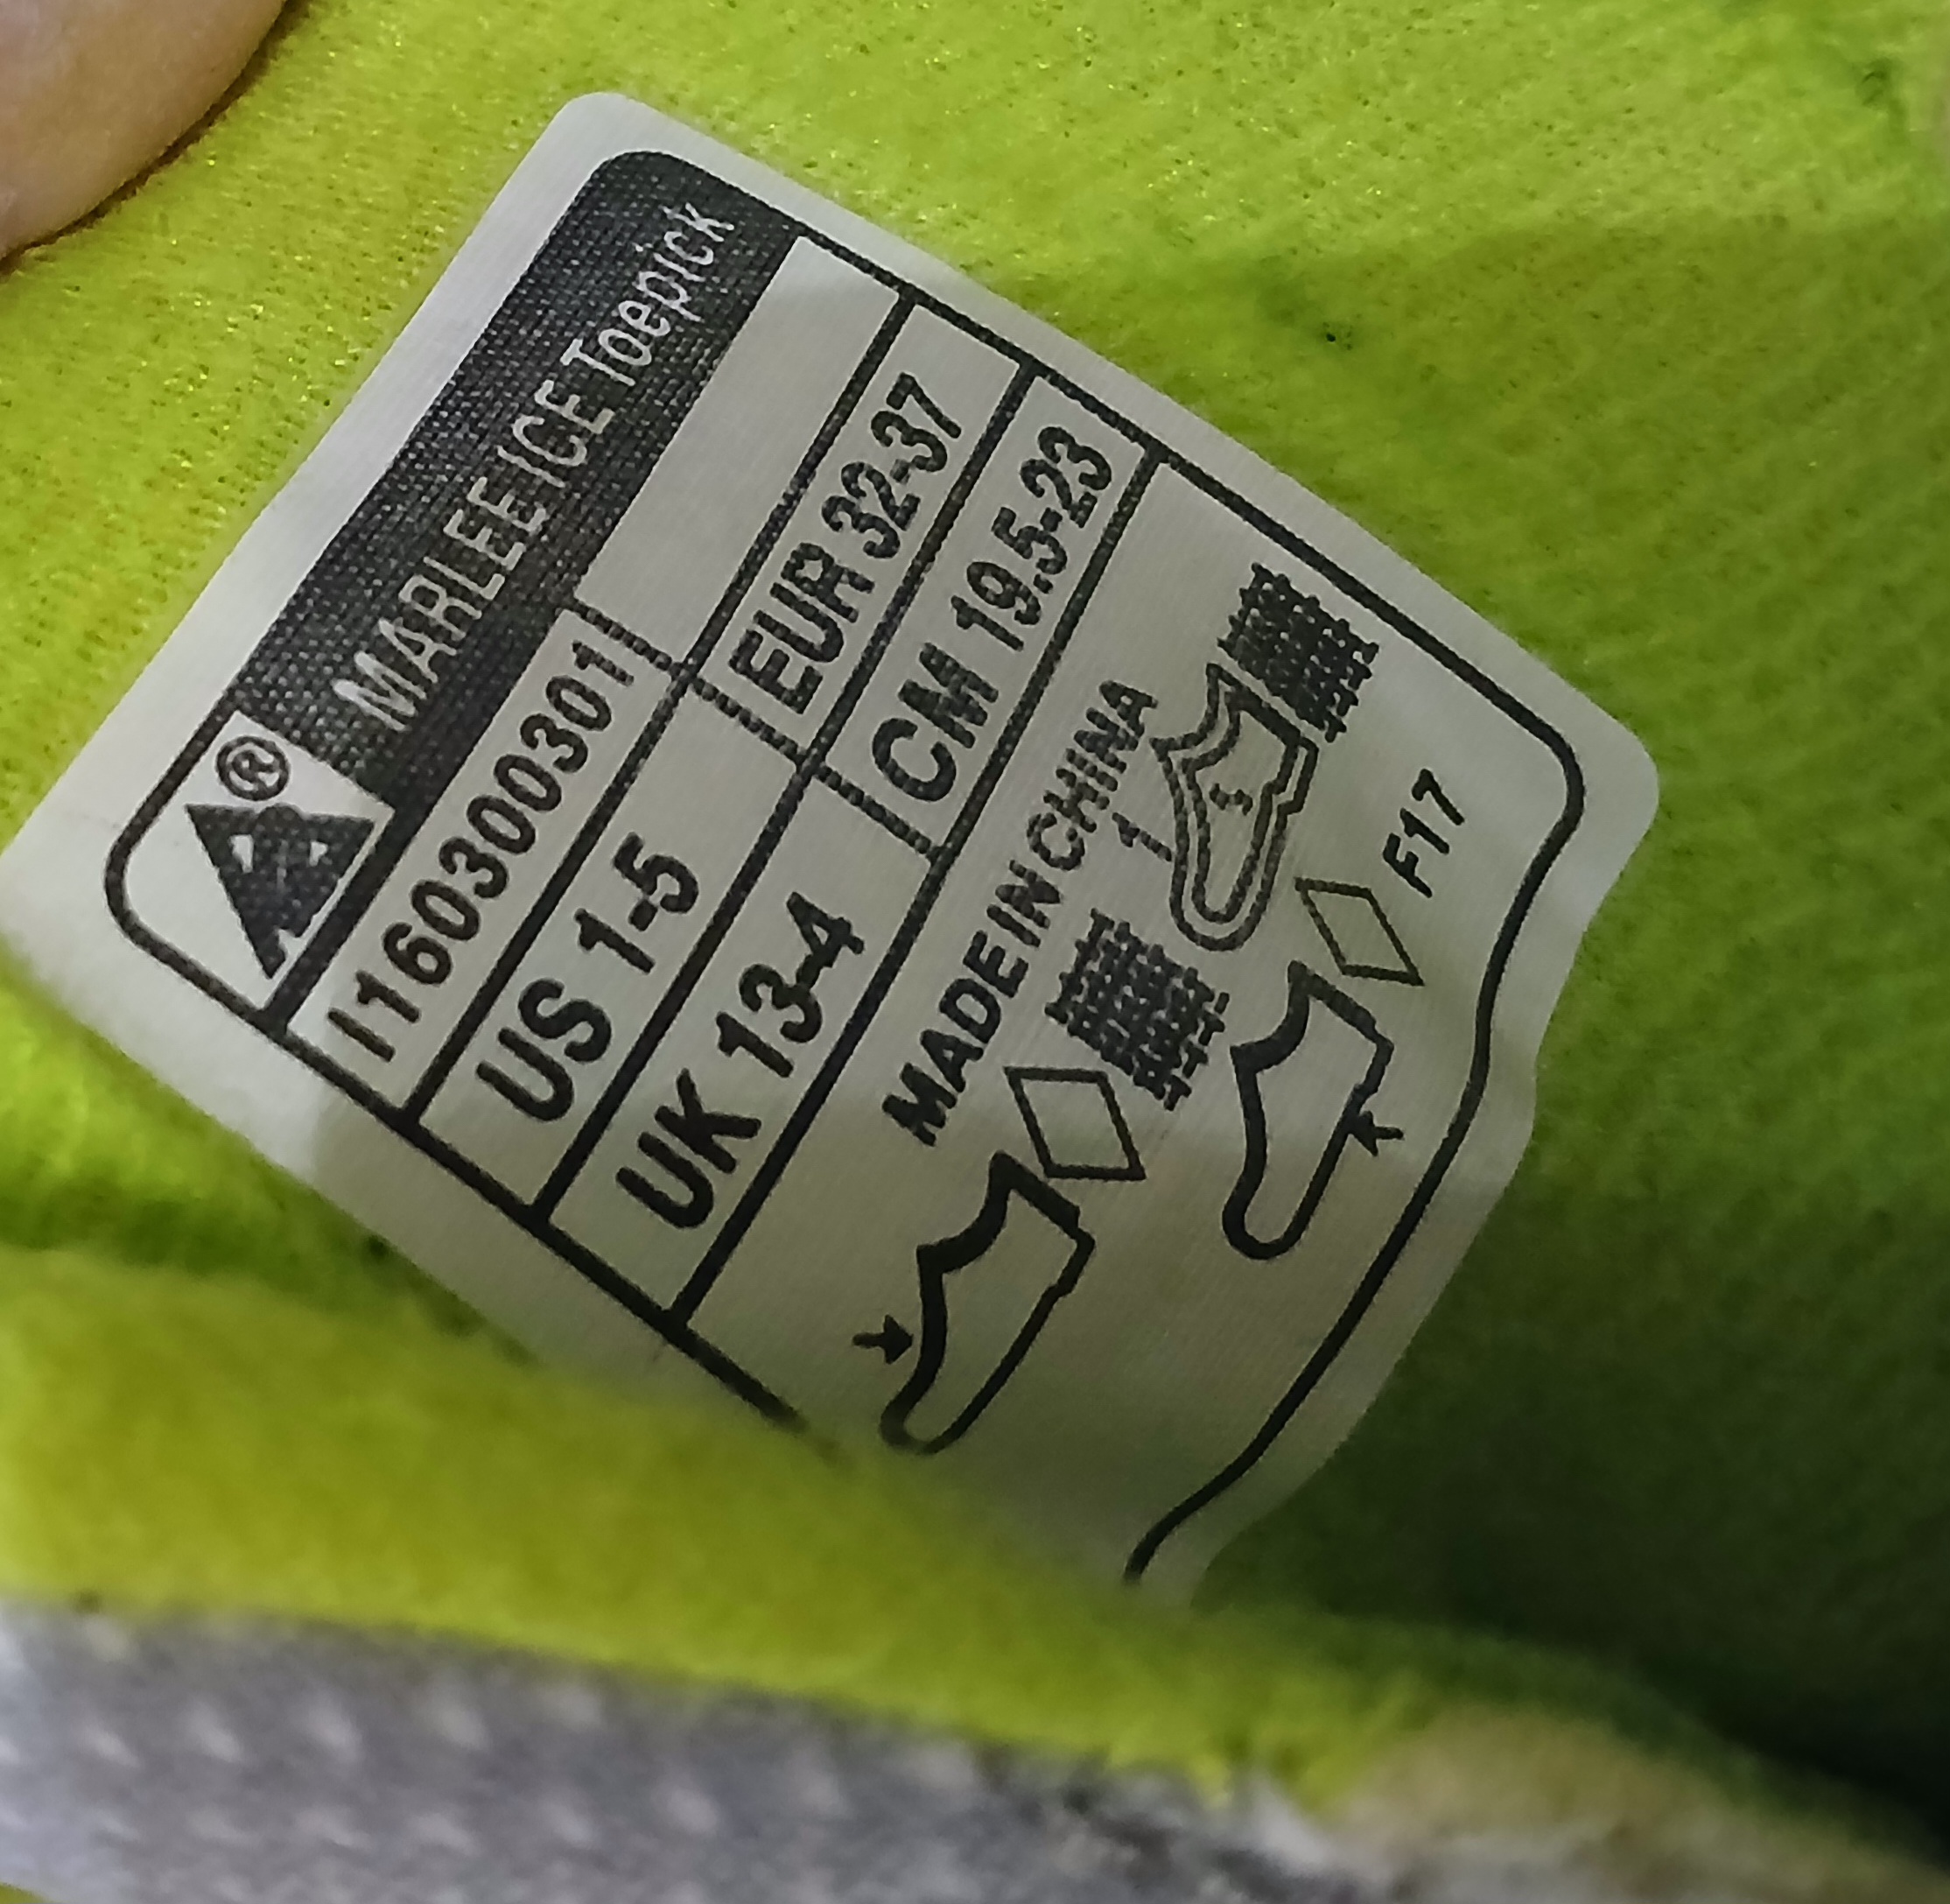 ®
MARLEE ICE Toepick
I160300301
US 1-5
EUR 32-37
UK 13-4
CM 19.5-23
MADE IN CHINA
1
S
F17